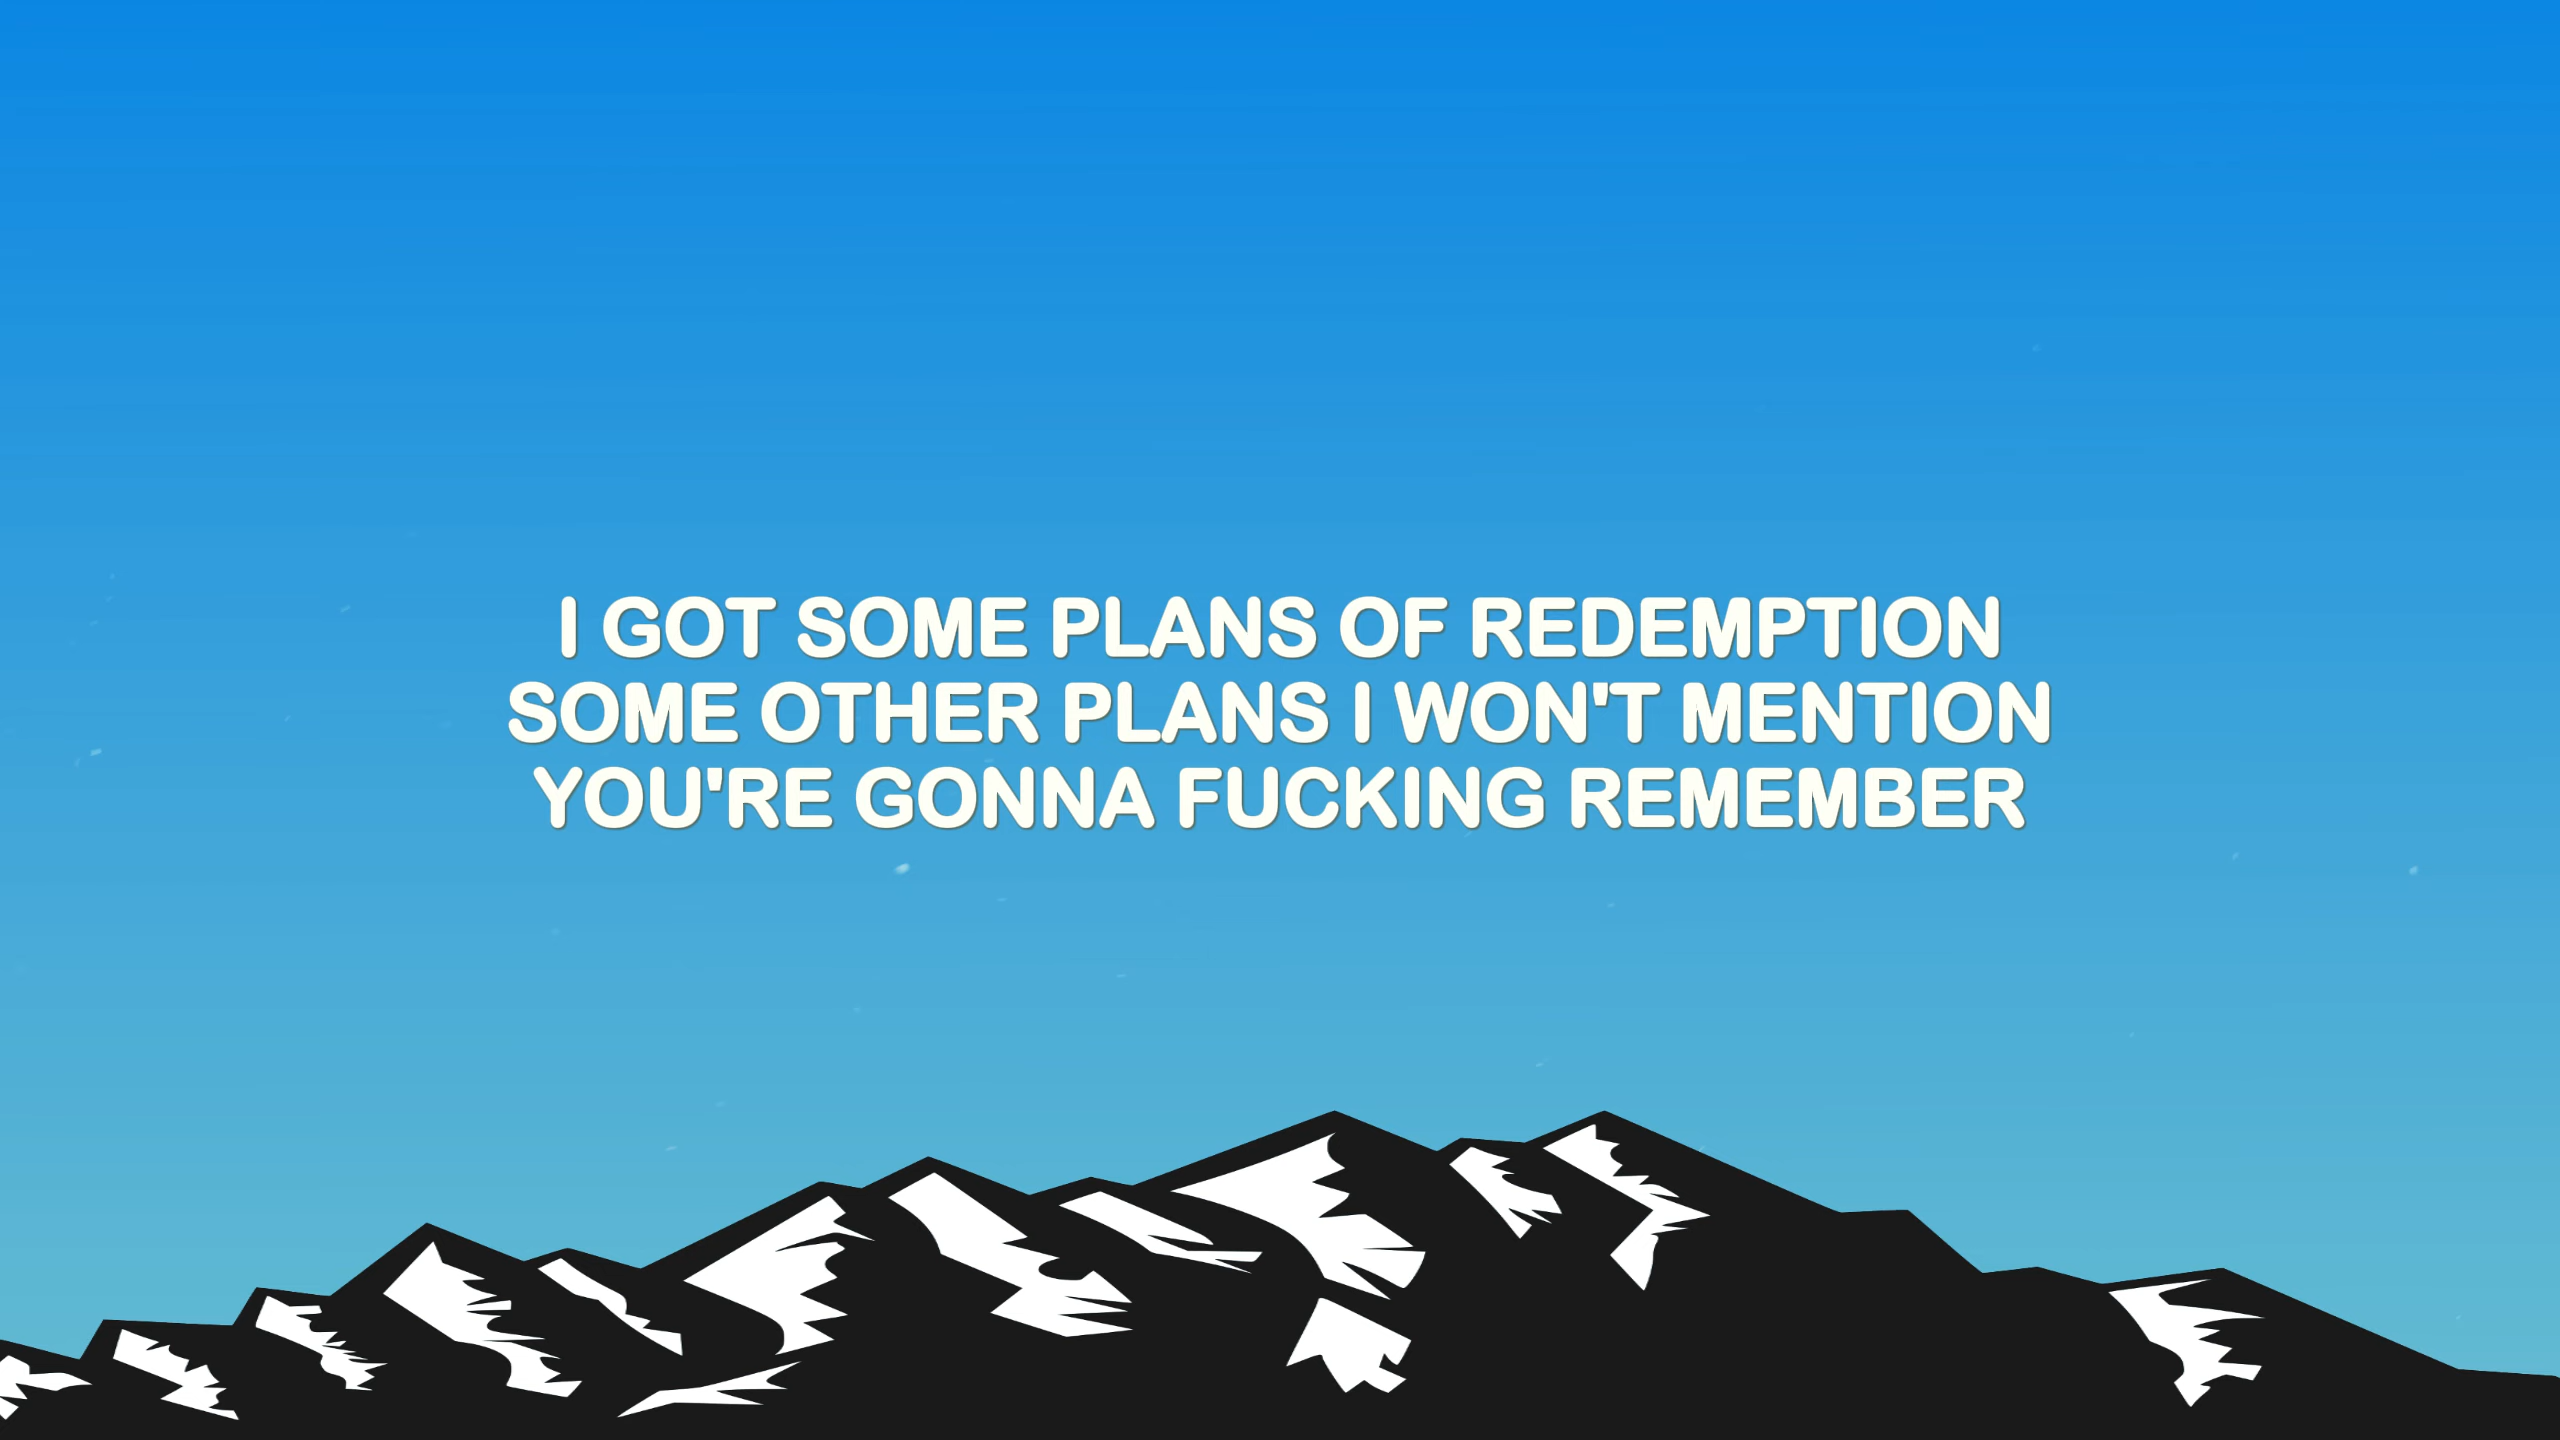 I GOT SOME PLANS OF REDEMPTION
SOME OTHER PLANS I WON'T MENTION
YOU'RE GONNA FUCKING REMEMBER